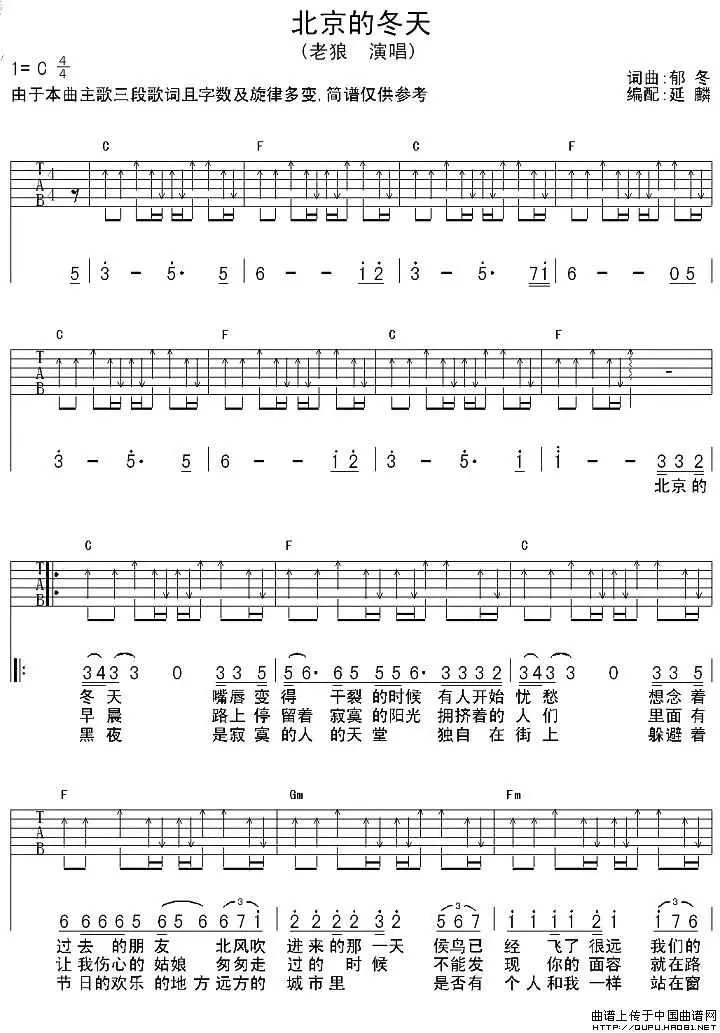 北京的冬天
(老狼 演唱)
1= C 4/4
词曲:郁 冬
由于本曲主歌三段歌词且字数及旋律多变,简谱仅供参考
编配:延 麟
C F C F
T A B 4 4
5 3 - 5· 5 6 - - 1 2 3 - 5· 7 1 6 - - 0 5
C F C F
T A B
3 - 5· 5 6 - - 1 2 3 - 5· 1 1 - - 3 3 2
北京的
C F C
T A B
3 4 3 3 0 3 3 5 5 6· 6 5 5 5 6· 3 3 2 3 4 3 3 0 3 3 5
冬天 嘴唇变得 干裂的时候 有人开始忧愁 想念着
早晨 路上停留着 寂寞的阳光 拥挤着的人们 里面有
黑夜 是寂寞的人的天堂 独自在街上 躲避着
F Gm Fm
T A B
6 6 6 6 5 6 5 6 6 7 1 2 2 2 2 1 2 5 6 7 1 1 1 1 2 1 6 6 6
过去的朋友 北风吹进来的那一天 侯鸟已经飞了很远 我们的
让我伤心的姑娘 匆匆走过的时候 不能发现你的面容 就在路
节日的欢乐的地方远方的城市里 是否有个人和我一样 站在窗
曲谱上传于中国曲谱网
http://QUPU.HAO81.NET